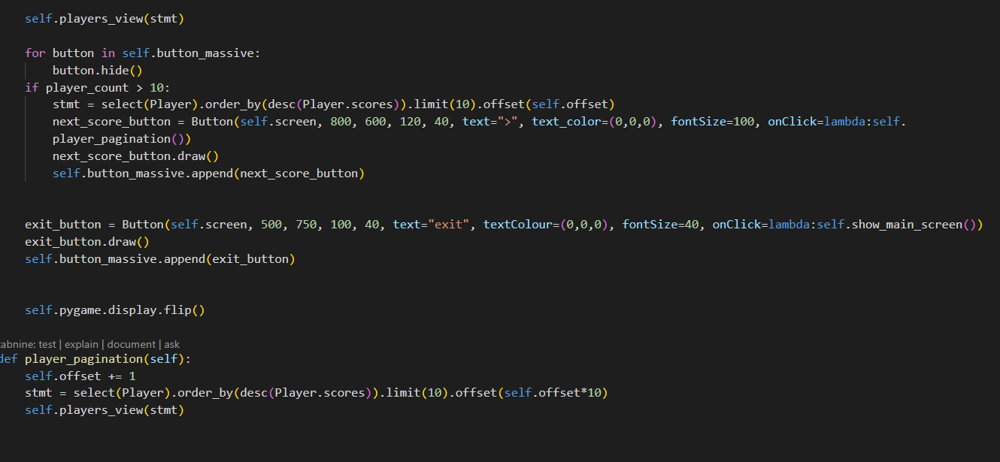 self.players_view(stmt)
for button in self.button_massive:
button.hide()
if player_count > 10:
stmt = select(Player).order_by(desc(Player.scores)).limit(10).offset(self.offset)
next_score_button = Button(self.screen, 800, 600, 120, 40, text=">", text_color=(0,0,0), fontSize=100, onClick=lambda:self.
player_pagination())
next_score_button.draw()
self.button_massive.append(next_score_button)
exit_button = Button(self.screen, 500, 750, 100, 40, text="exit", textColour=(0,0,0), fontSize=40, onClick=lambda:self.show_main_screen())
exit_button.draw()
self.button_massive.append(exit_button)
self.pygame.display.flip()
tabnine: test | explain | document | ask
def player_pagination(self):
self.offset += 1
stmt = select(Player).order_by(desc(Player.scores)).limit(10).offset(self.offset*10)
self.players_view(stmt)